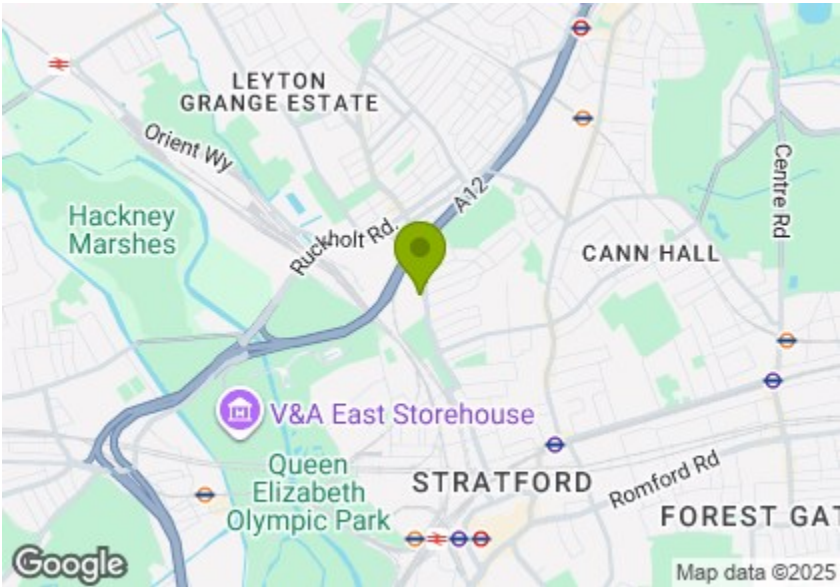 LEYTON
GRANGE ESTATE
Orient Wy
A12
Centre Rd
Hackney
Marshes
Ruckholt Rd.
CANN HALL
V&A East Storehouse
Queen
Elizabeth
Olympic Park
STRATFORD
Romford Rd
FOREST GAT
Google
Map data ©2025